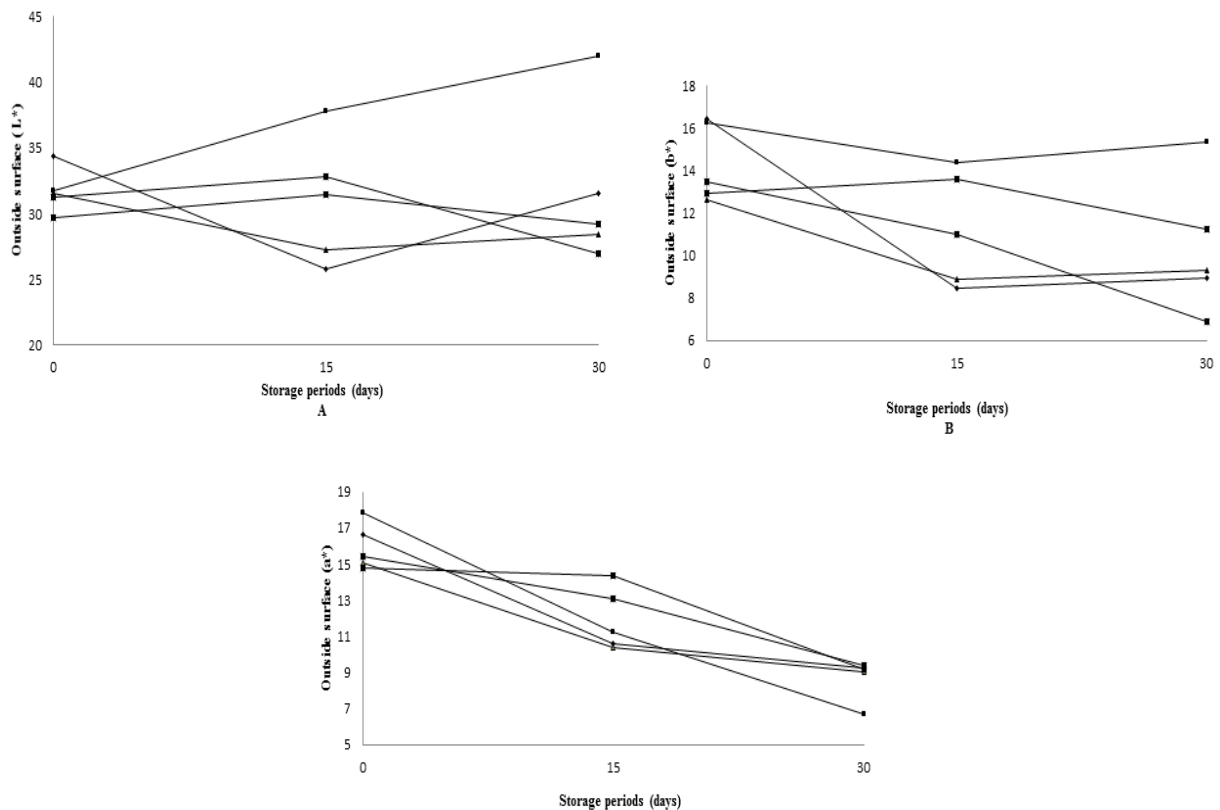 45
40
35
30
25
20
Outside surface (L*)
0 15 30
Storage periods (days)
A
18
16
14
12
10
8
6
Outside surface (b*)
0 15 30
Storage periods (days)
B
19
17
15
13
11
9
7
5
Outside surface (a*)
0 15 30
Storage periods (days)